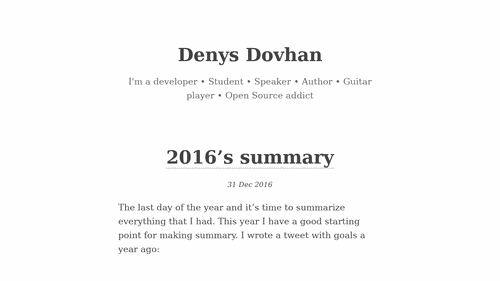 Denys Dovhan
I'm a developer • Student • Speaker • Author • Guitar
player • Open Source addict
2016’s summary
31 Dec 2016
The last day of the year and it’s time to summarize
everything that I had. This year I have a good starting
point for making summary. I wrote a tweet with goals a
year ago: